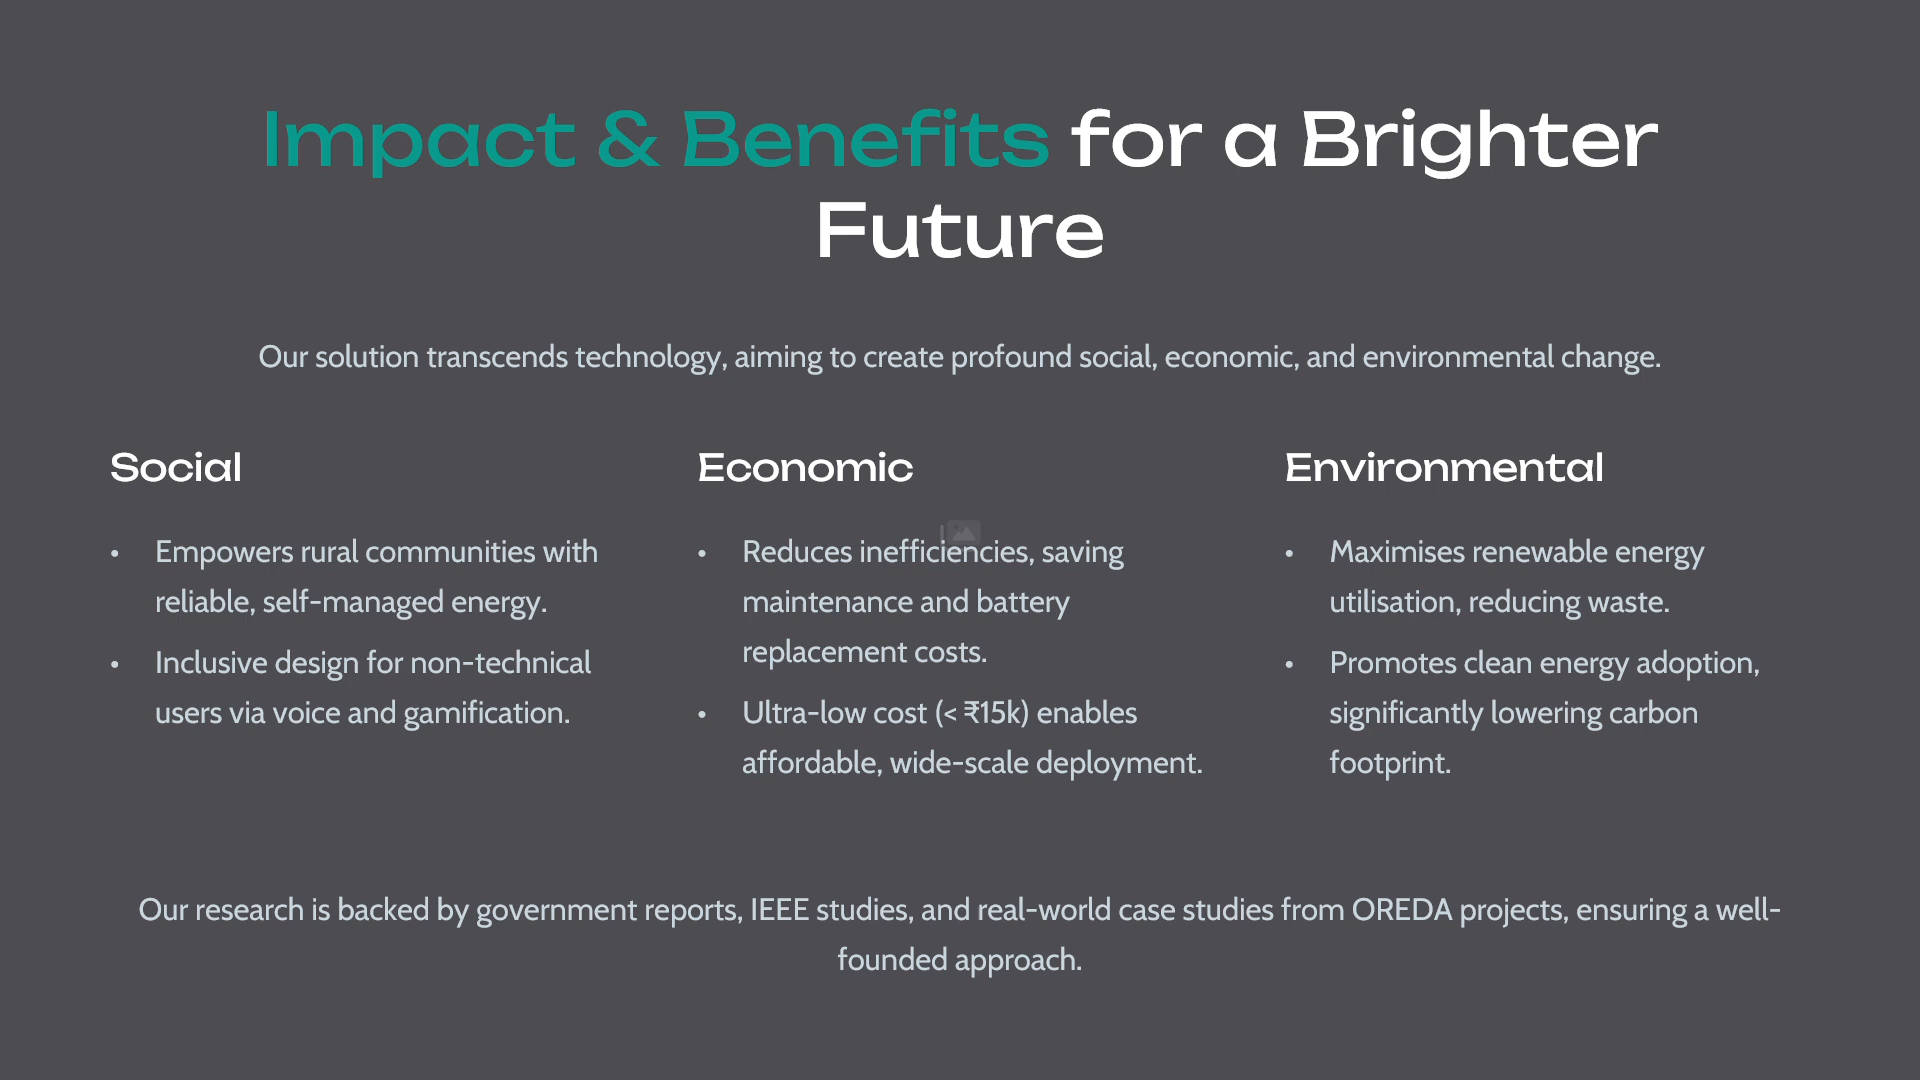 Impact & Benefits for a Brighter
Future
Our solution transcends technology, aiming to create profound social, economic, and environmental change.
Social
• Empowers rural communities with
reliable, self-managed energy.
• Inclusive design for non-technical
users via voice and gamification.
Economic
• Reduces inefficiencies, saving
maintenance and battery
replacement costs.
• Ultra-low cost (< ₹15k) enables
affordable, wide-scale deployment.
Environmental
• Maximises renewable energy
utilisation, reducing waste.
• Promotes clean energy adoption,
significantly lowering carbon
footprint.
Our research is backed by government reports, IEEE studies, and real-world case studies from OREDA projects, ensuring a well-
founded approach.